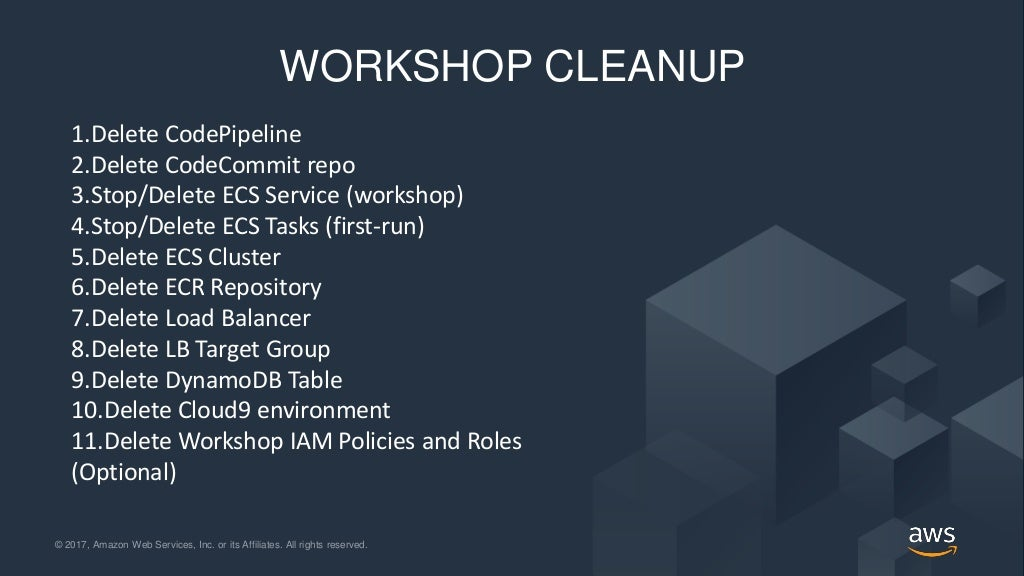 WORKSHOP CLEANUP
1.Delete CodePipeline
2.Delete CodeCommit repo
3.Stop/Delete ECS Service (workshop)
4.Stop/Delete ECS Tasks (first-run)
5.Delete ECS Cluster
6.Delete ECR Repository
7.Delete Load Balancer
8.Delete LB Target Group
9.Delete DynamoDB Table
10.Delete Cloud9 environment
11.Delete Workshop IAM Policies and Roles
(Optional)
© 2017, Amazon Web Services, Inc. or its Affiliates. All rights reserved.
aws